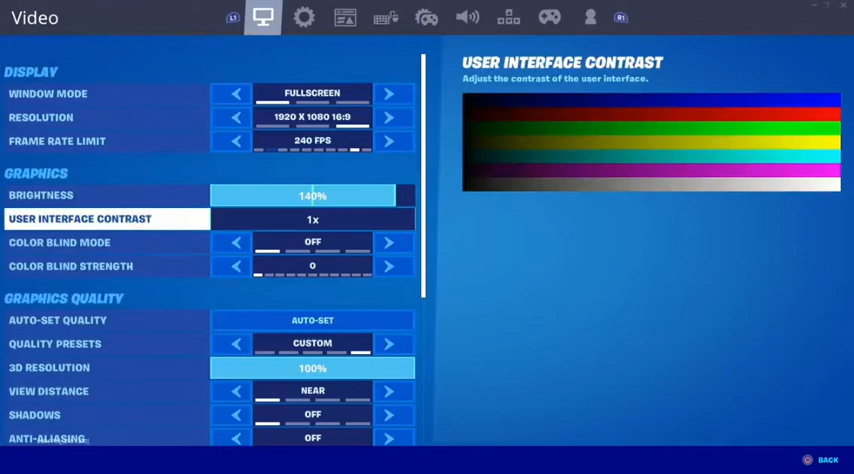 Video
L1
R1
DISPLAY
WINDOW MODE FULLSCREEN
RESOLUTION 1920 X 1080 16:9
FRAME RATE LIMIT 240 FPS
GRAPHICS
BRIGHTNESS 140%
USER INTERFACE CONTRAST 1x
COLOR BLIND MODE OFF
COLOR BLIND STRENGTH 0
GRAPHICS QUALITY
AUTO-SET QUALITY AUTO-SET
QUALITY PRESETS CUSTOM
3D RESOLUTION 100%
VIEW DISTANCE NEAR
SHADOWS OFF
ANTI-ALIASING OFF
USER INTERFACE CONTRAST
Adjust the contrast of the user interface.
BACK